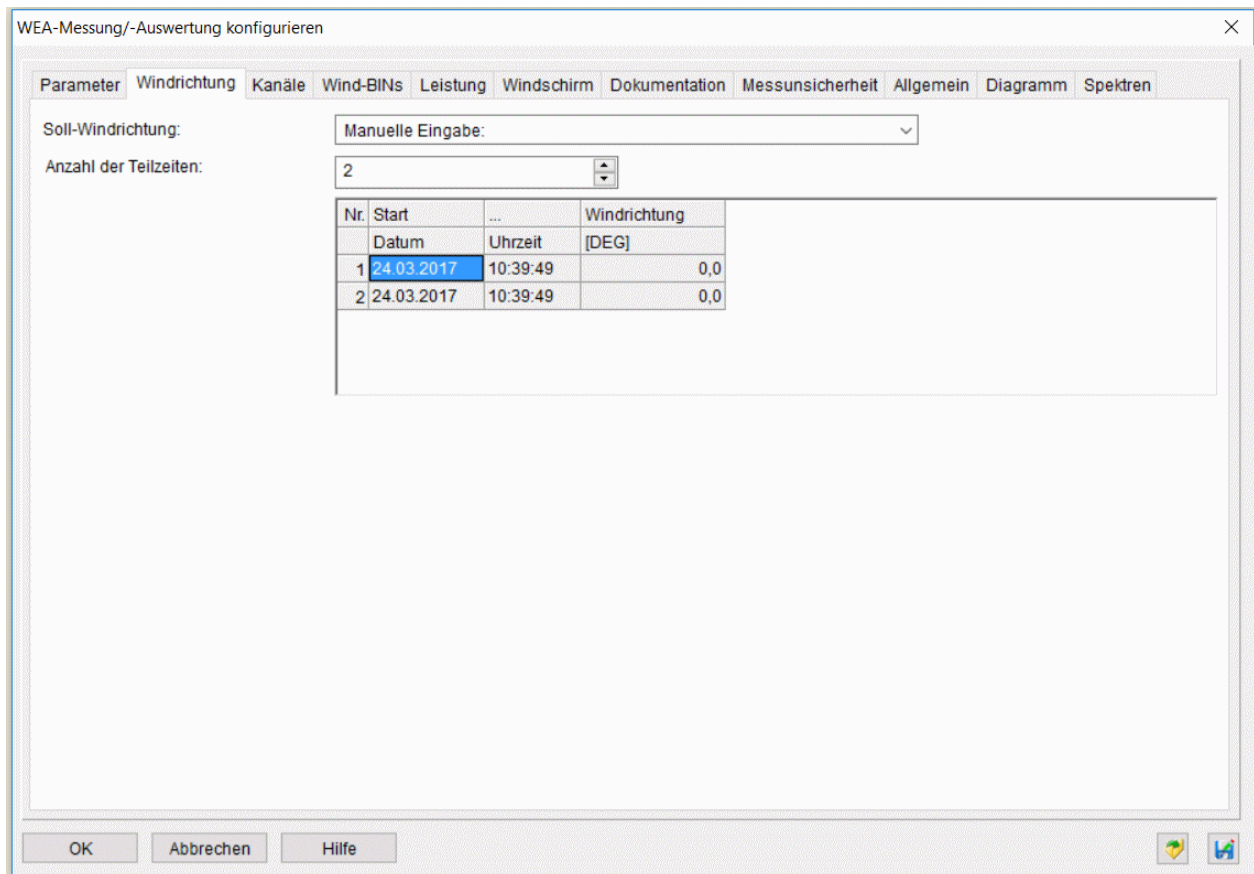 WEA-Messung/-Auswertung konfigurieren
Parameter Windrichtung Kanäle Wind-BINs Leistung Windschirm Dokumentation Messunsicherheit Allgemein Diagramm Spektren
Soll-Windrichtung: Manuelle Eingabe:
Anzahl der Teilzeiten: 2
Nr. Start ... Windrichtung
Datum Uhrzeit [DEG]
1 24.03.2017 10:39:49 0,0
2 24.03.2017 10:39:49 0,0
OK Abbrechen Hilfe